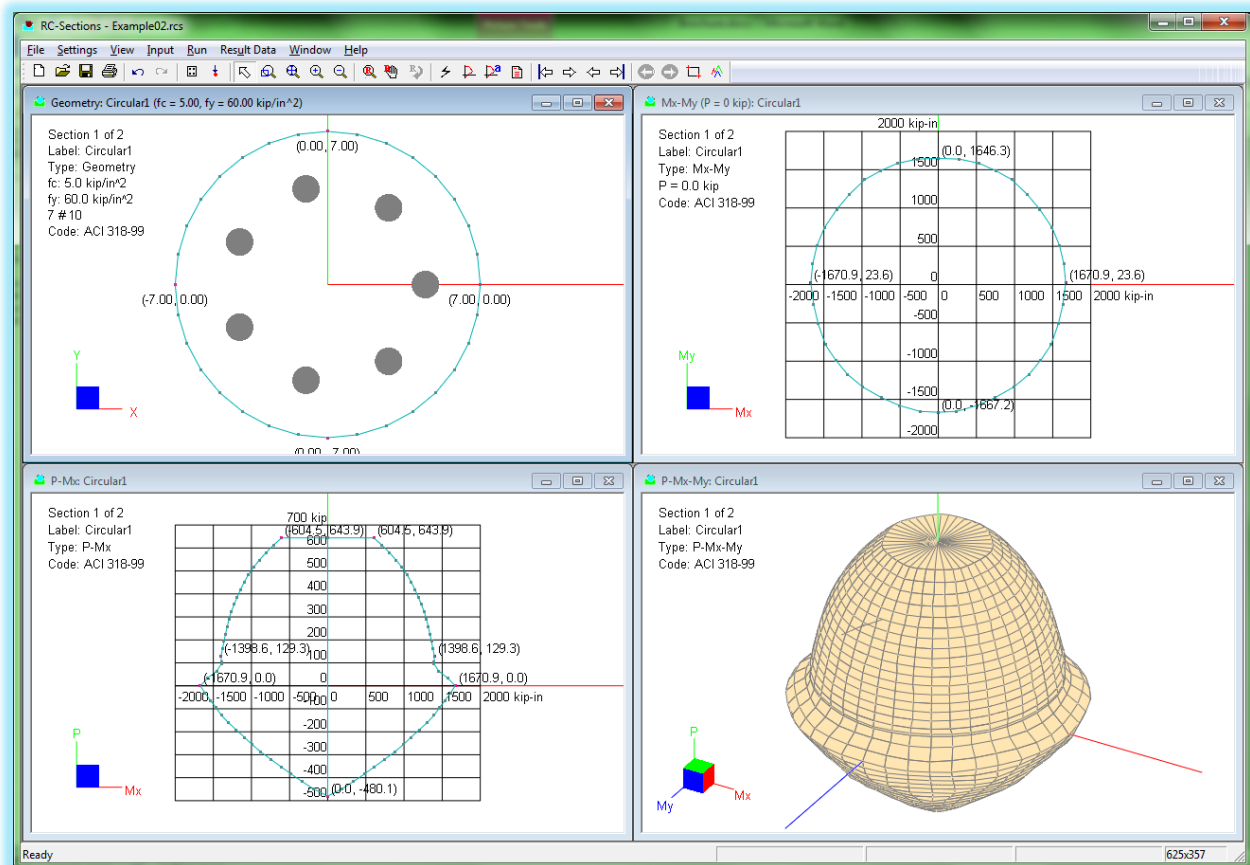 RC-Sections - Example02.rcs
File Settings View Input Run Result Data Window Help
Geometry: Circular1 (fc = 5.00, fy = 60.00 kip/in^2)
Section 1 of 2
Label: Circular1
Type: Geometry
fc: 5.0 kip/in^2
fy: 60.0 kip/in^2
7 # 10
Code: ACI 318-99
(0.00, 7.00)
(-7.00, 0.00)
(7.00, 0.00)
(0.00, 7.00)
Y
X
Mx-My (P = 0 kip): Circular1
Section 1 of 2
Label: Circular1
Type: Mx-My
P = 0.0 kip
Code: ACI 318-99
2000 kip-in
(0.0, 1646.3)
1500
1000
500
(-1670.9, 23.6)
0
(1670.9, 23.6)
-2000 -1500 -1000 -500 0 500 1000 1500 2000 kip-in
-500
-1000
-1500
(0.0, -1667.2)
-2000
My
Mx
P-Mx: Circular1
Section 1 of 2
Label: Circular1
Type: P-Mx
Code: ACI 318-99
700 kip
(-604.5, 643.9)
(604.5, 643.9)
600
500
400
300
200
(-1398.6, 129.3)
(1398.6, 129.3)
100
(-1670.9, 0.0)
0
(1670.9, 0.0)
-2000 -1500 -1000 -500 0 500 1000 1500 2000 kip-in
-100
-200
-300
-400
-500
(0.0, -480.1)
P
Mx
P-Mx-My: Circular1
Section 1 of 2
Label: Circular1
Type: P-Mx-My
Code: ACI 318-99
P
My
Mx
Ready
625x357